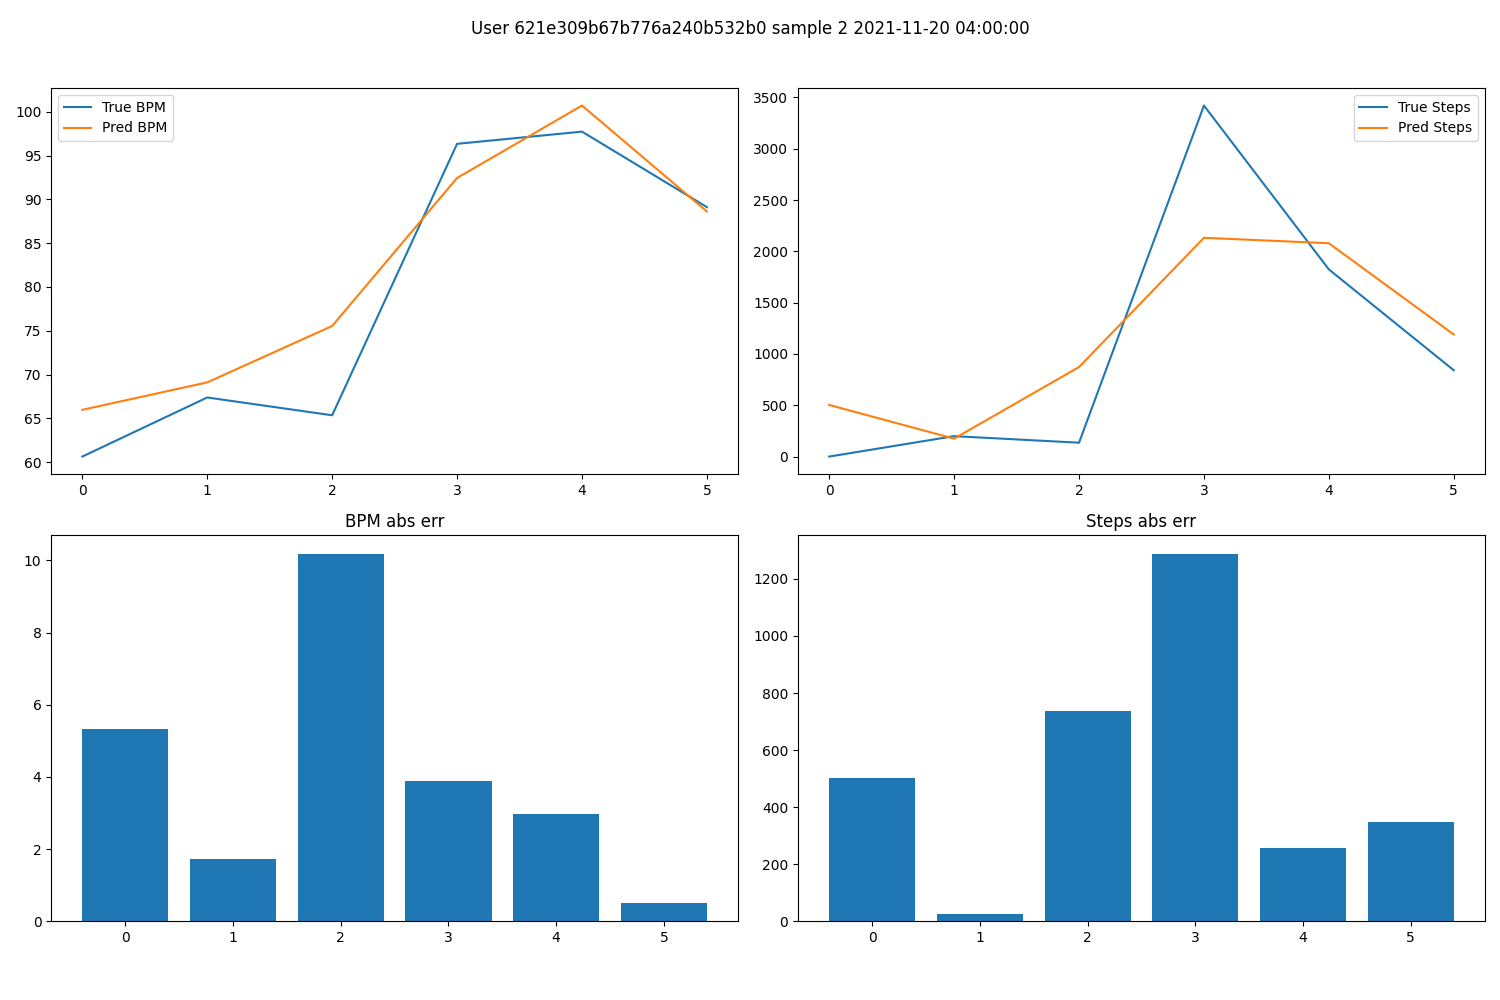 User 621e309b67b776a240b532b0 sample 2 2021-11-20 04:00:00
True BPM
Pred BPM
100
95
90
85
80
75
70
65
60
0 1 2 3 4 5
True Steps
Pred Steps
3500
3000
2500
2000
1500
1000
500
0
0 1 2 3 4 5
BPM abs err
10
8
6
4
2
0
0 1 2 3 4 5
Steps abs err
1200
1000
800
600
400
200
0
0 1 2 3 4 5